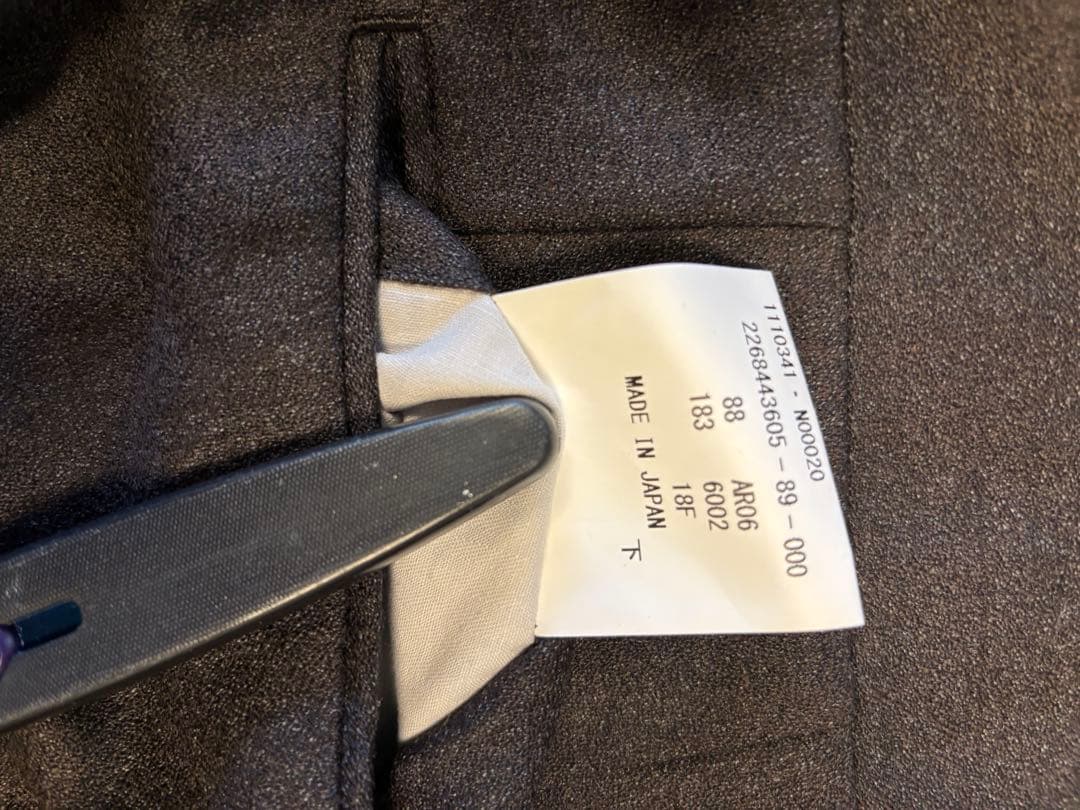 1110341 - N00020
2268443605 - 89 - 000
88 AR06
183 6002
18F
MADE IN JAPAN
下